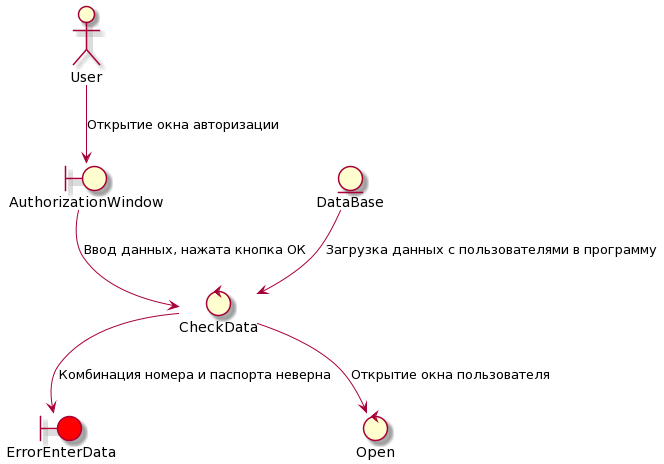 User
Открытие окна авторизации
AuthorizationWindow
DataBase
Ввод данных, нажата кнопка ОК
Загрузка данных с пользователями в программу
CheckData
Комбинация номера и паспорта неверна
Открытие окна пользователя
ErrorEnterData
Open